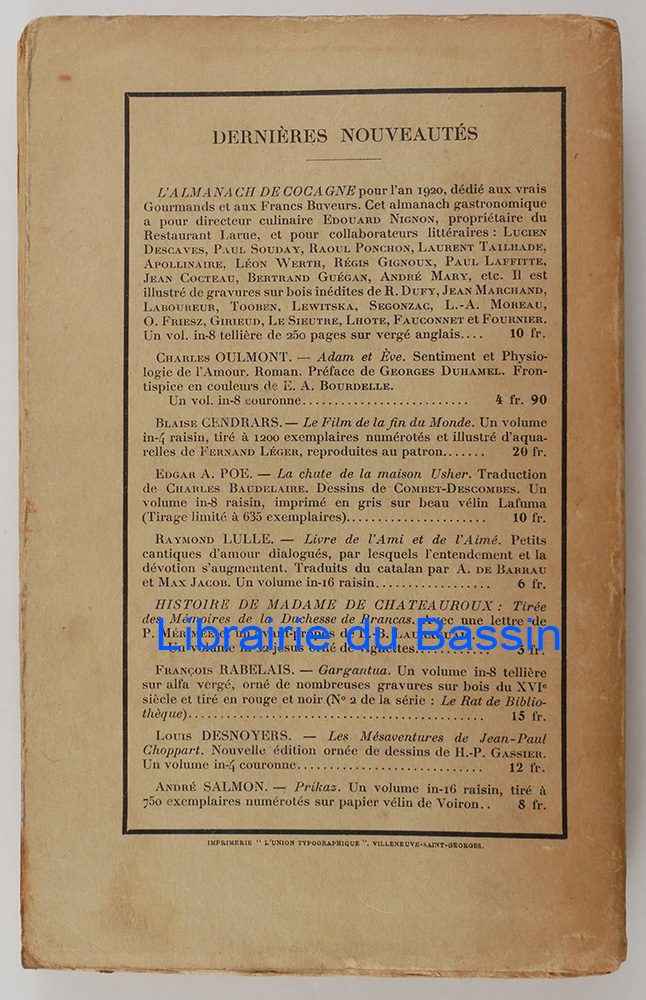 DERNIÈRES NOUVEAUTÉS
L'ALMANACH DE COCAGNE pour l'an 1920, dédié aux vrais
Gourmands et aux Francs Buveurs. Cet almanach gastronomique
a pour directeur culinaire EDOUARD NIGNON, propriétaire du
Restaurant Larue, et pour collaborateurs littéraires : LUCIEN
DESCAVES, PAUL SOUDAY, RAOUL PONCHON, LAURENT TAILHADE,
APOLLINAIRE, LÉON WERTH, RÉGIS GIGNOUX, PAUL LAFFITTE,
JEAN COCTEAU, BERTRAND GUÉGAN, ANDRÉ MARY, etc. Il est
illustré de gravures sur bois inédites de R. DUFY, JEAN MARCHAND,
LABOUREUR, TOOBEN, LEWITSKA, SEGONZAC, L.-A. MOREAU,
O. FRIESZ, GIRIEUD, LE SIEUTRE, LHOTE, FAUCONNET et FOURNIER.
Un vol. in-8 tellière de 250 pages sur vergé anglais.... 10 fr.
CHARLES OULMONT. — Adam et Ève. Sentiment et Physio-
logie de l'Amour. Roman. Préface de GEORGES DUHAMEL. Fron-
tispice en couleurs de E. A. BOURDELLE.
Un vol. in-8 couronne.......................... 4 fr. 90
BLAISE CENDRARS. — Le Film de la fin du Monde. Un volume
in-4 raisin, tiré à 1200 exemplaires numérotés et illustré d'aqua-
relles de FERNAND LÉGER, reproduites au patron....... 20 fr.
EDGAR A. POE. — La chute de la maison Usher. Traduction
de CHARLES BAUDELAIRE. Dessins de COMBET-DESCOMBES. Un
volume in-8 raisin, imprimé en gris sur beau vélin Lafuma
(Tirage limité à 635 exemplaires)...................... 10 fr.
RAYMOND LULLE. — Livre de l'Ami et de l'Aimé. Petits
cantiques d'amour dialogués, par lesquels l'entendement et la
dévotion s'augmentent. Traduits du catalan par A. DE BARRAU
et MAX JACOB. Un volume in-16 raisin.................. 6 fr.
HISTOIRE DE MADAME DE CHATEAUROUX : Tirée
des Mémoires de la Duchesse de Brancas. Avec une lettre de
P. MÉRIMÉE
Un volume jésus orné de vignettes............ 3 fr.
Librairie du Bassin
FRANÇOIS RABELAIS. — Gargantua. Un volume in-8 tellière
sur alfa vergé, orné de nombreuses gravures sur bois du XVIe
siècle et tiré en rouge et noir (N° 2 de la série : Le Rat de Biblio-
thèque).............................................. 15 fr.
LOUIS DESNOYERS. — Les Mésaventures de Jean-Paul
Choppart. Nouvelle édition ornée de dessins de H.-P. GASSIER.
Un volume in-4 couronne............................. 12 fr.
ANDRÉ SALMON. — Prikaz. Un volume in-16 raisin, tiré à
750 exemplaires numérotés sur papier vélin de Voiron.. 8 fr.
IMPRIMERIE " L'UNION TYPOGRAPHIQUE ". VILLENEUVE-SAINT-GEORGES.